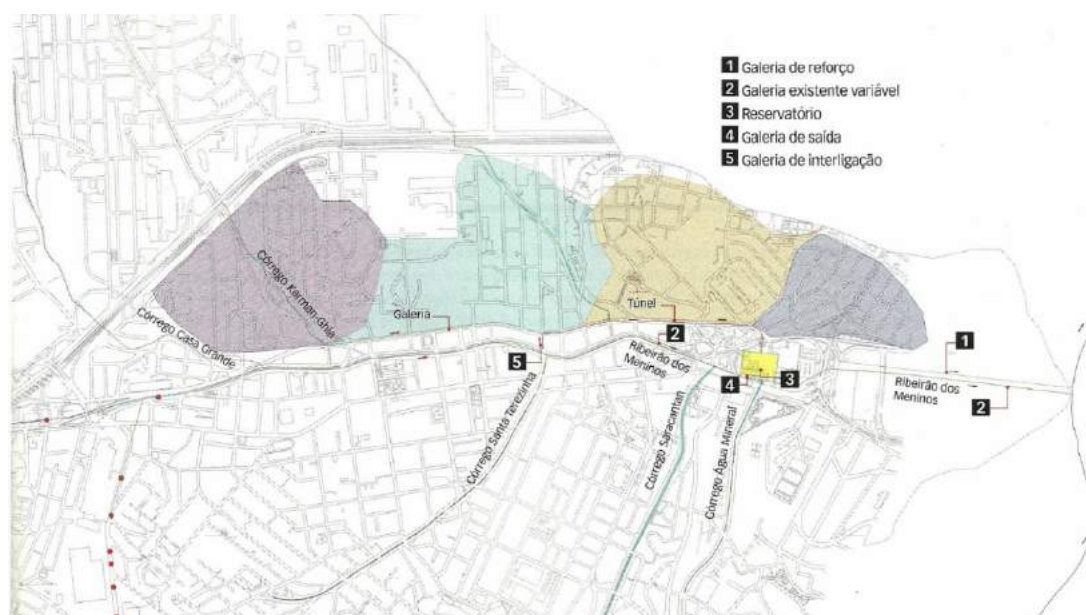 1 Galeria de reforço
2 Galeria existente variável
3 Reservatório
4 Galeria de saída
5 Galeria de interligação
Córrego Karman-Ghia
Córrego Casa Grande
Galeria
Túnel
2
5
Ribeirão dos
Meninos
4
3
1
Ribeirão dos
Meninos
2
Córrego Santa Terezinha
Córrego Saracantan
Córrego Água Mineral